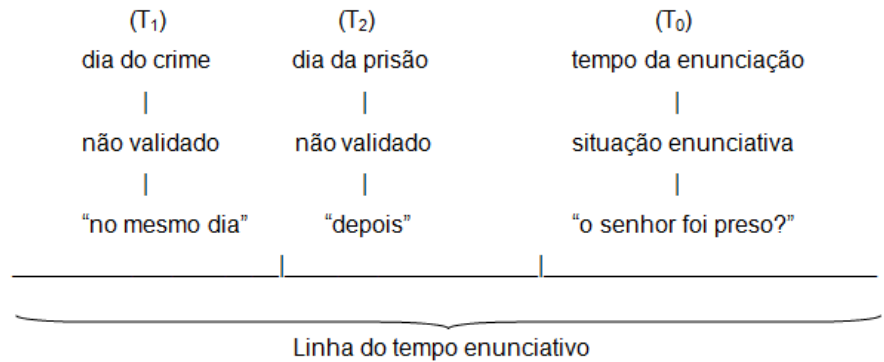 (T₁) (T₂) (T₀)
dia do crime dia da prisão tempo da enunciação
| | |
não validado não validado situação enunciativa
| | |
“no mesmo dia” “depois” “o senhor foi preso?”
Linha do tempo enunciativo